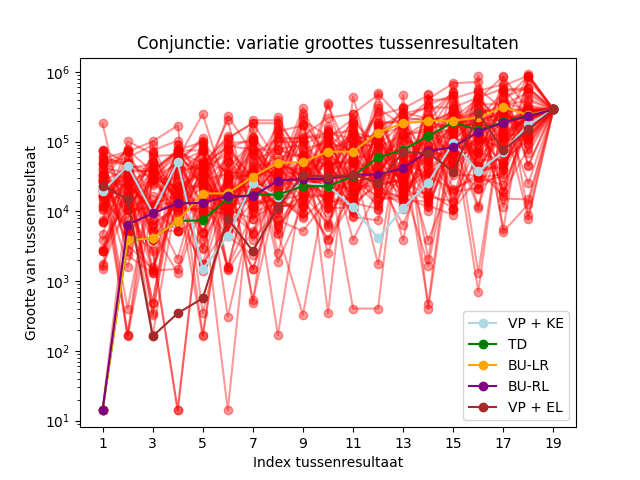 Conjunctie: variatie groottes tussenresultaten
Grootte van tussenresultaat
10^6
10^5
10^4
10^3
10^2
10^1
VP + KE
TD
BU-LR
BU-RL
VP + EL
1 3 5 7 9 11 13 15 17 19
Index tussenresultaat